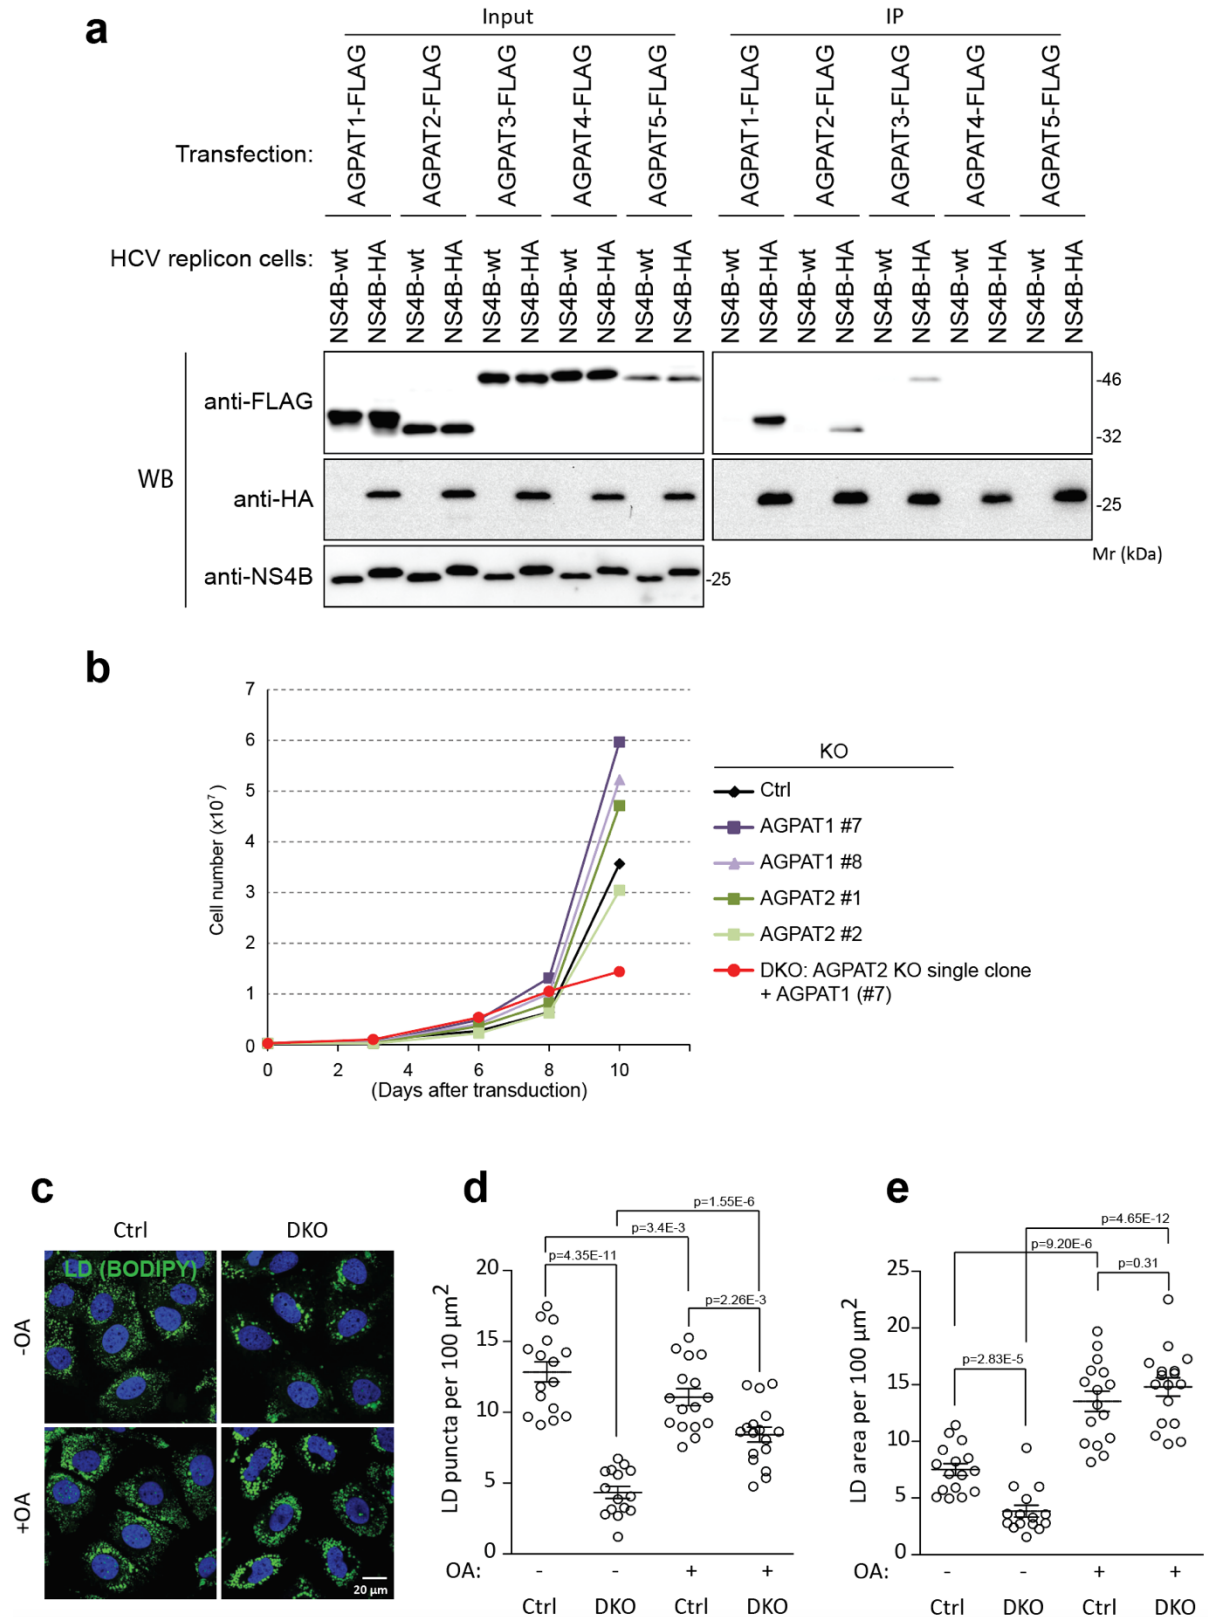 a
Input
IP
Transfection:
AGPAT1-FLAG
AGPAT2-FLAG
AGPAT3-FLAG
AGPAT4-FLAG
AGPAT5-FLAG
AGPAT1-FLAG
AGPAT2-FLAG
AGPAT3-FLAG
AGPAT4-FLAG
AGPAT5-FLAG
HCV replicon cells:
NS4B-wt
NS4B-HA
NS4B-wt
NS4B-HA
NS4B-wt
NS4B-HA
NS4B-wt
NS4B-HA
NS4B-wt
NS4B-HA
NS4B-wt
NS4B-HA
NS4B-wt
NS4B-HA
NS4B-wt
NS4B-HA
NS4B-wt
NS4B-HA
NS4B-wt
NS4B-HA
WB
anti-FLAG
-46
-32
anti-HA
-25
Mr (kDa)
anti-NS4B
-25
b
Cell number (x10⁷)
7
6
5
4
3
2
1
0
0 2 4 6 8 10
(Days after transduction)
KO
Ctrl
AGPAT1 #7
AGPAT1 #8
AGPAT2 #1
AGPAT2 #2
DKO: AGPAT2 KO single clone
+ AGPAT1 (#7)
c
Ctrl DKO
LD (BODIPY)
-OA
+OA
20 µm
d
p=1.55E-6
p=3.4E-3
p=4.35E-11
p=2.26E-3
LD puncta per 100 µm²
20
15
10
5
0
OA: - - + +
Ctrl DKO Ctrl DKO
e
p=4.65E-12
p=9.20E-6
p=0.31
p=2.83E-5
LD area per 100 µm²
25
20
15
10
5
0
OA: - - + +
Ctrl DKO Ctrl DKO